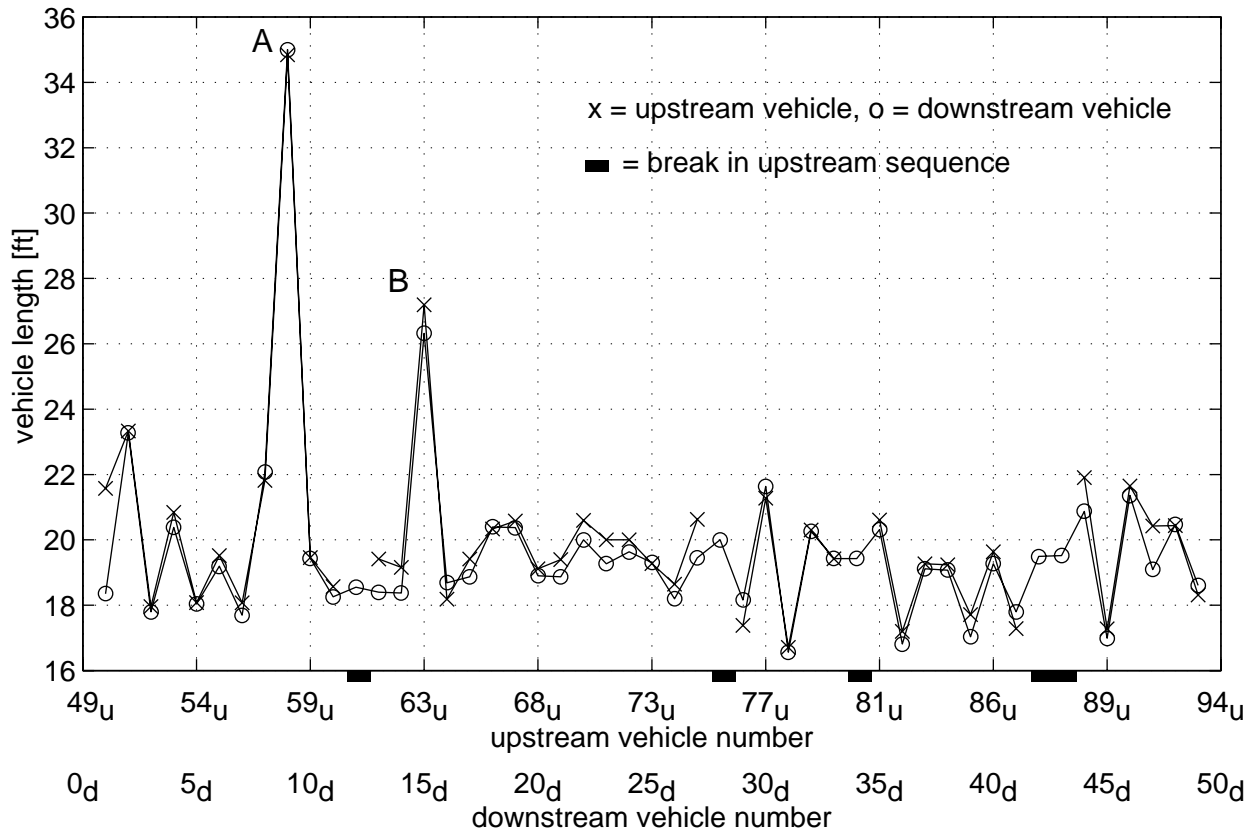 36
34
32
30
28
26
24
22
20
18
16
vehicle length [ft]
A
B
x = upstream vehicle, o = downstream vehicle
= break in upstream sequence
49u 54u 59u 63u 68u 73u 77u 81u 86u 89u 94u
upstream vehicle number
0d 5d 10d 15d 20d 25d 30d 35d 40d 45d 50d
downstream vehicle number